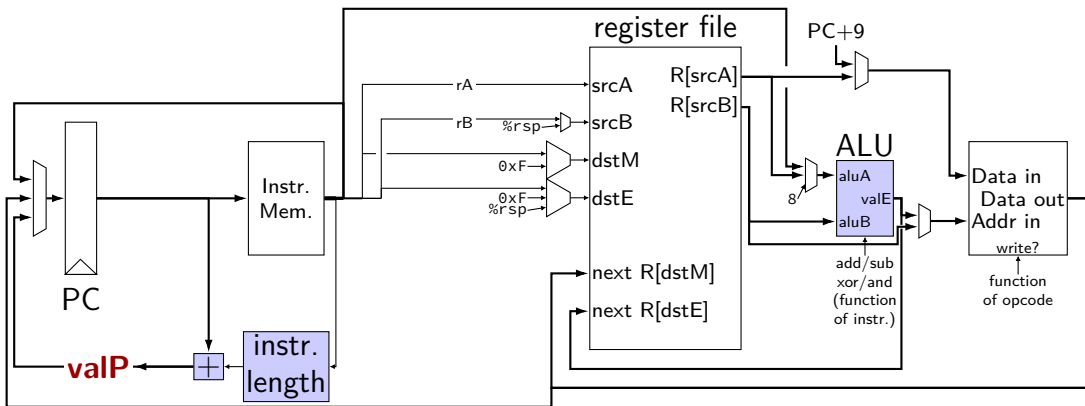 register file
PC+9
R[srcA]
rA
srcA
R[srcB]
rB
%rsp
srcB
ALU
0xF
dstM
Instr.
Mem.
aluA
Data in
8
valE
Data out
0xF
%rsp
dstE
aluB
Addr in
write?
add/sub
xor/and
(function
of instr.)
function
of opcode
next R[dstM]
PC
next R[dstE]
valP
+
instr.
length